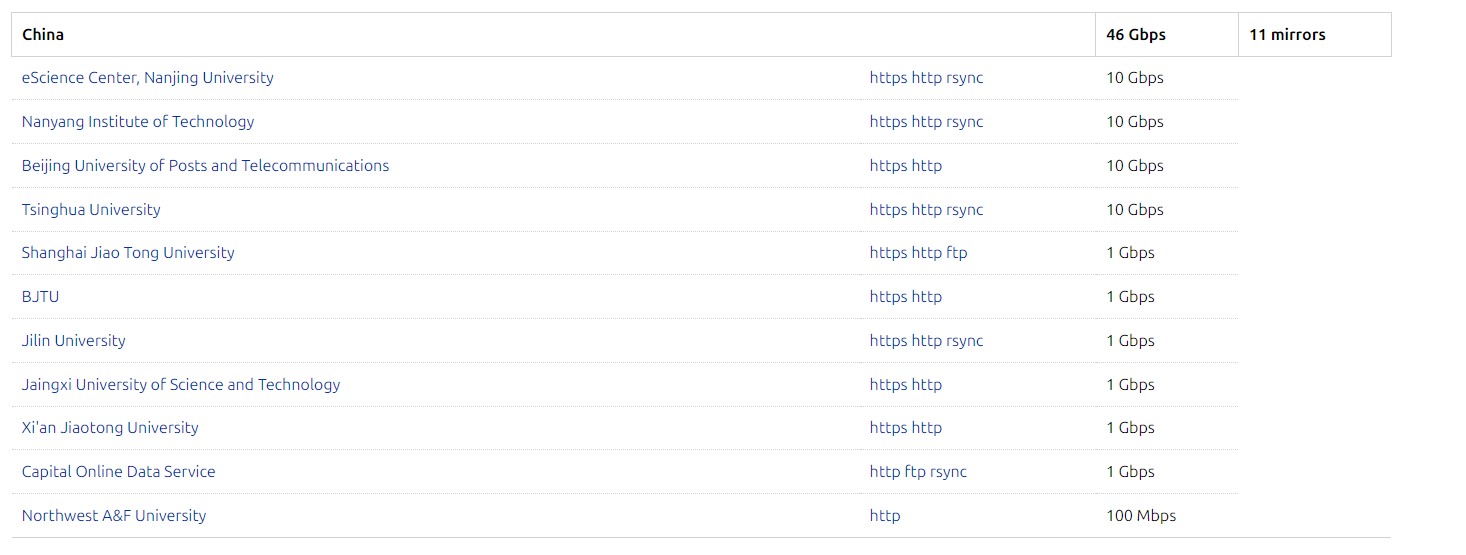 China 46 Gbps 11 mirrors
eScience Center, Nanjing University https http rsync 10 Gbps
Nanyang Institute of Technology https http rsync 10 Gbps
Beijing University of Posts and Telecommunications https http 10 Gbps
Tsinghua University https http rsync 10 Gbps
Shanghai Jiao Tong University https http ftp 1 Gbps
BJTU https http 1 Gbps
Jilin University https http rsync 1 Gbps
Jaingxi University of Science and Technology https http 1 Gbps
Xi'an Jiaotong University https http 1 Gbps
Capital Online Data Service http ftp rsync 1 Gbps
Northwest A&F University http 100 Mbps